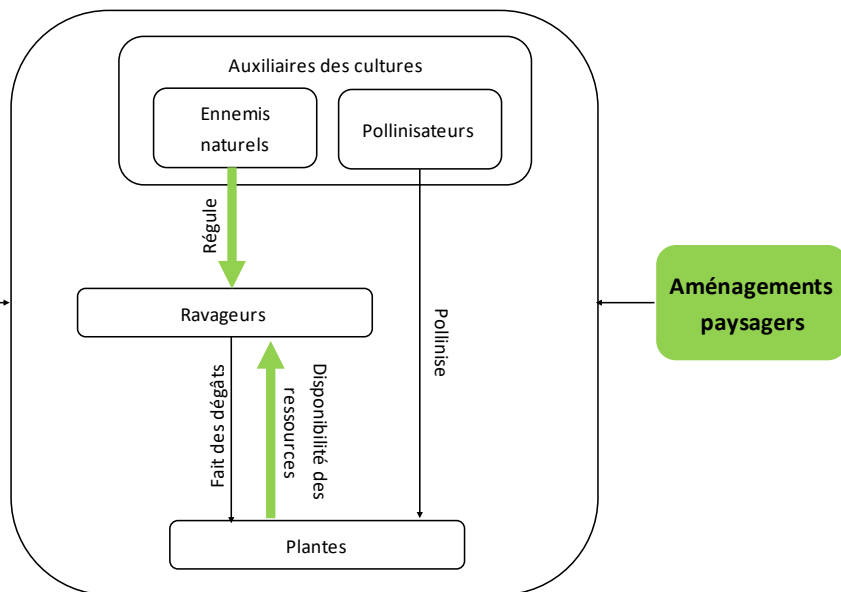 Auxiliaires des cultures
Ennemis
naturels
Pollinisateurs
Régule
Ravageurs
Aménagements
paysagers
Pollinise
Fait des dégâts
Disponibilité des
ressources
Plantes